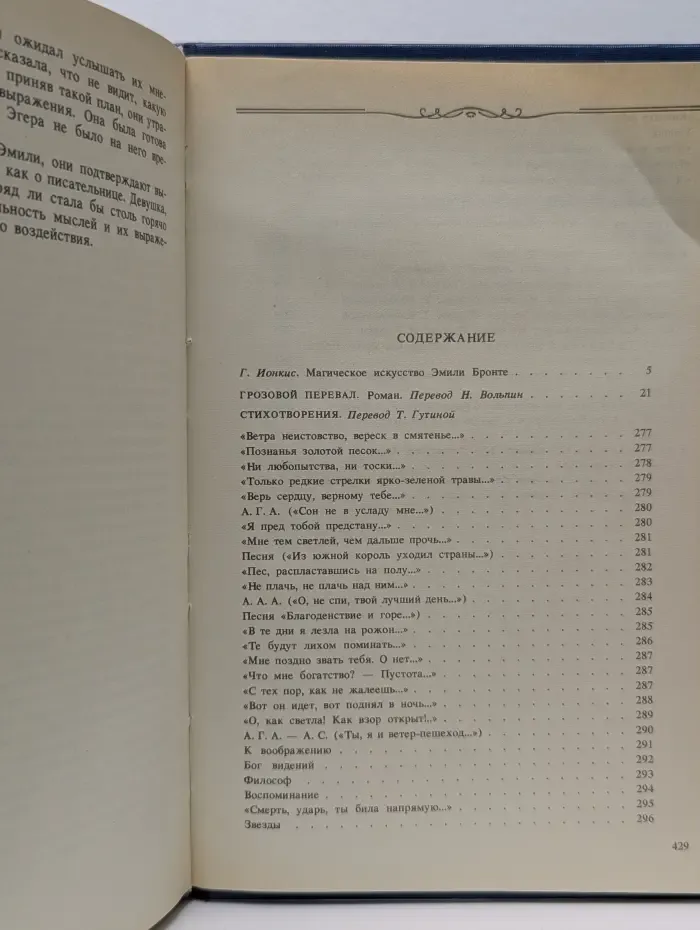 ожидал услышать их мне-
сказала, что не видит, какую
приняв такой план, они утра-
выражения. Она была готова
Эгера не было на него вре-
Эмили, они подтверждают вы-
как о писательнице. Девушка,
ряд ли стала бы столь горячо
льность мыслей и их выраже-
о воздействия.
СОДЕРЖАНИЕ
Г. Ионкис. Магическое искусство Эмили Бронте . . . . . . . . 5
ГРОЗОВОЙ ПЕРЕВАЛ. Роман. Перевод Н. Вольпин . . . . . . . . 21
СТИХОТВОРЕНИЯ. Перевод Т. Гутиной
«Ветра неистовство, вереск в смятенье...» . . . . . . . . 277
«Познанья золотой песок...» . . . . . . . . 277
«Ни любопытства, ни тоски...» . . . . . . . . 278
«Только редкие стрелки ярко-зеленой травы...» . . . . . . . . 279
«Верь сердцу, верному тебе...» . . . . . . . . 279
А. Г. А. («Сон не в усладу мне...») . . . . . . . . 280
«Я пред тобой предстану...» . . . . . . . . 280
«Мне тем светлей, чем дальше прочь...» . . . . . . . . 281
Песня («Из южной король уходил страны...») . . . . . . . . 281
«Пес, распластавшись на полу...» . . . . . . . . 282
«Не плачь, не плачь над ним...» . . . . . . . . 283
А. А. А. («О, не спи, твой лучший день...») . . . . . . . . 284
Песня «Благоденствие и горе...») . . . . . . . . 285
«В те дни я лезла на рожон...» . . . . . . . . 285
«Те будут лихом поминать...» . . . . . . . . 286
«Мне поздно звать тебя. О нет...» . . . . . . . . 287
«Что мне богатство? — Пустота...» . . . . . . . . 287
«С тех пор, как не жалеешь...» . . . . . . . . 287
«Вот он идет, вот поднял в ночь...» . . . . . . . . 288
«О, как светла! Как взор открыт!..» . . . . . . . . 289
А. Г. А. — А. С. («Ты, я и ветер-пешеход...») . . . . . . . . 290
К воображению . . . . . . . . 291
Бог видений . . . . . . . . 292
Философ . . . . . . . . 293
Воспоминание . . . . . . . . 294
«Смерть, ударь, ты била напрямую...» . . . . . . . . 295
Звезды . . . . . . . . 296
429